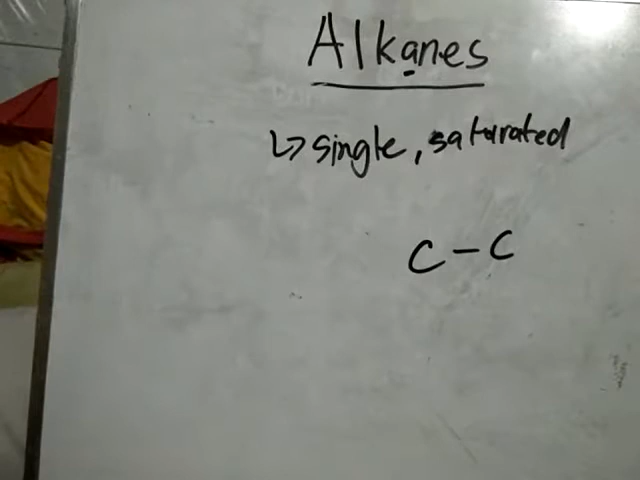 Alkanes
↳ single, saturated
C – C